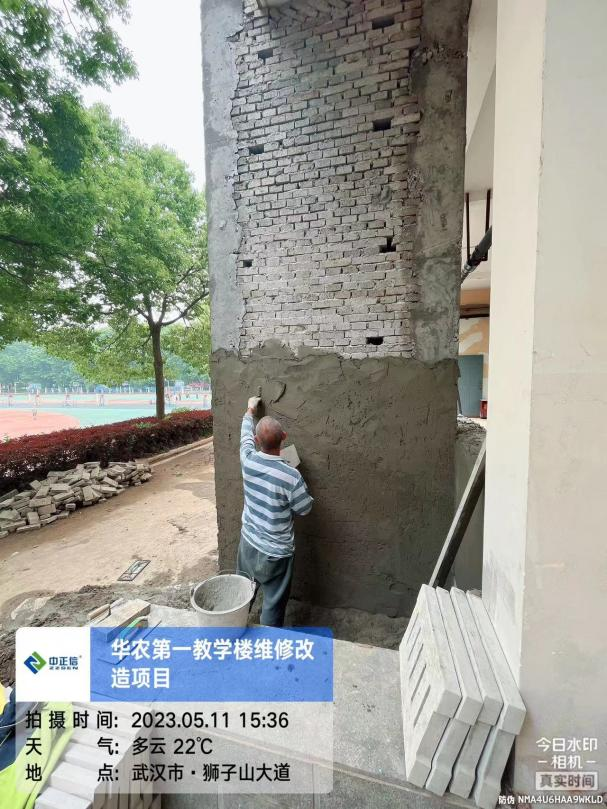 中正信
ZZSEN
华农第一教学楼维修改
造项目
拍摄时间: 2023.05.11 15:36
天气: 多云 22℃
地点: 武汉市·狮子山大道
今日水印
相机
真实时间
防伪 NMA4U6HAA9WKLD